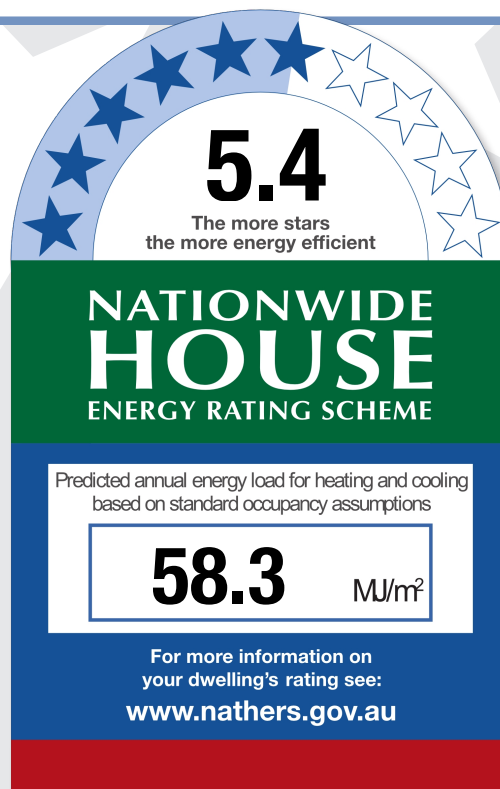 5.4
The more stars
the more energy efficient
NATIONWIDE
HOUSE
ENERGY RATING SCHEME
Predicted annual energy load for heating and cooling
based on standard occupancy assumptions
58.3 MJ/m²
For more information on
your dwelling's rating see:
www.nathers.gov.au